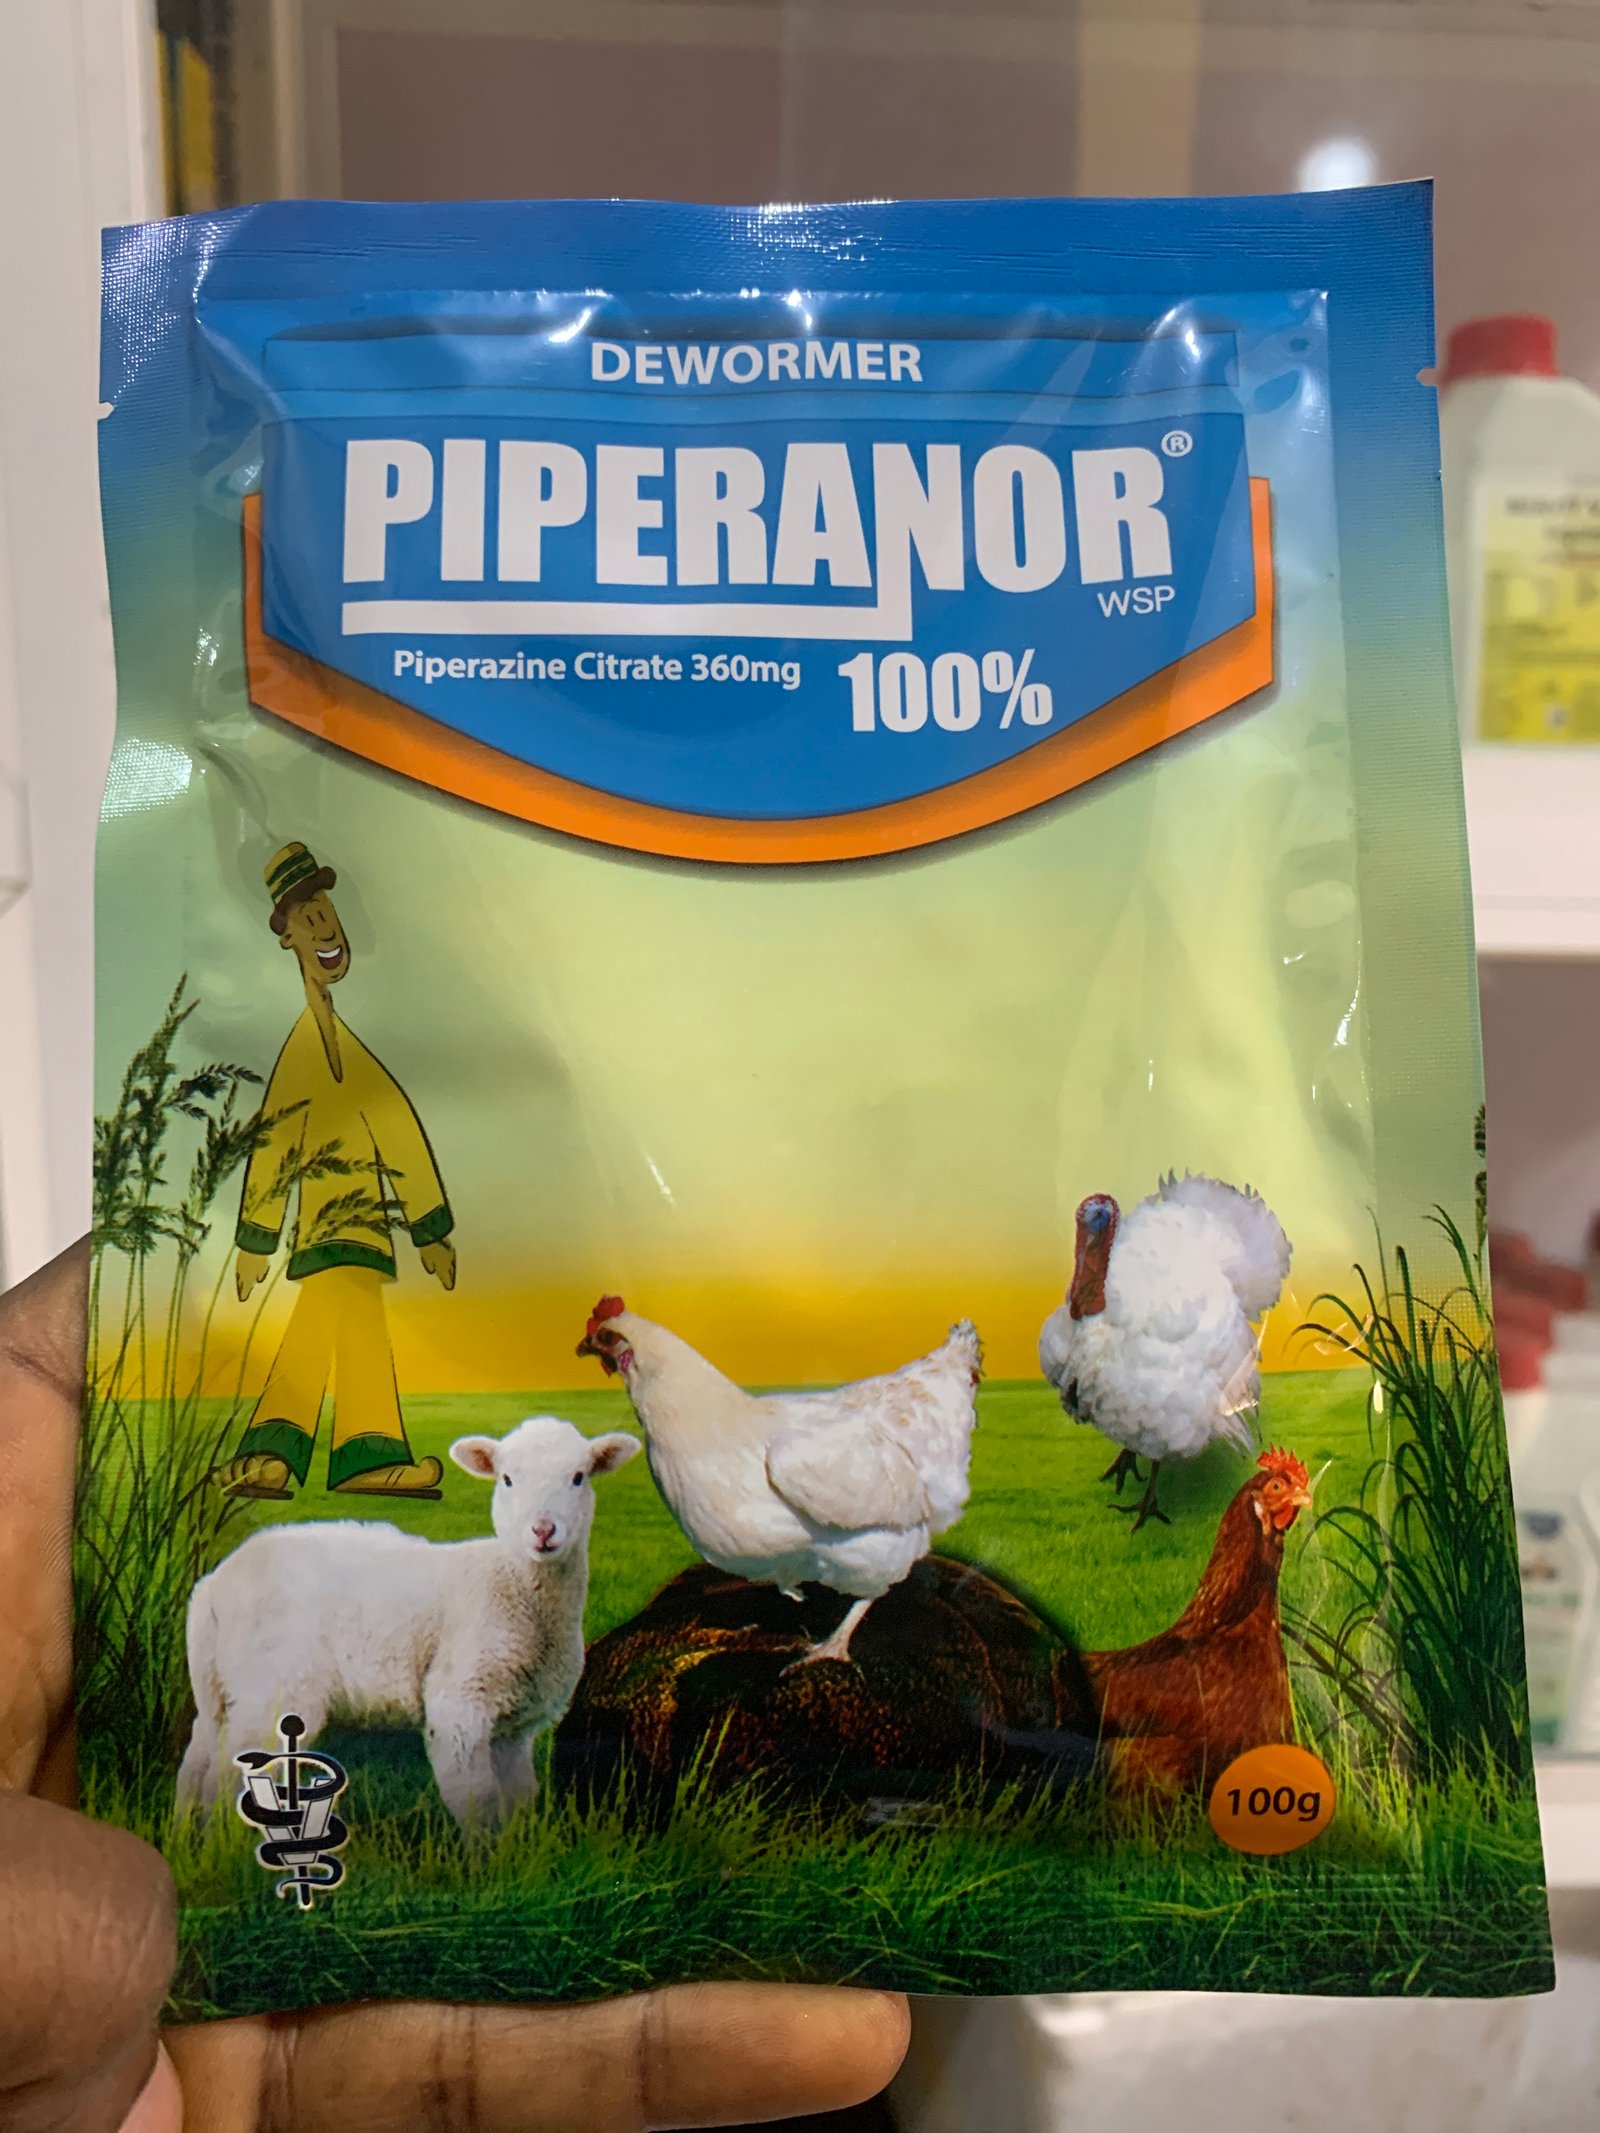 DEWORMER
PIPERANOR®
WSP
Piperazine Citrate 360mg 100%
100g